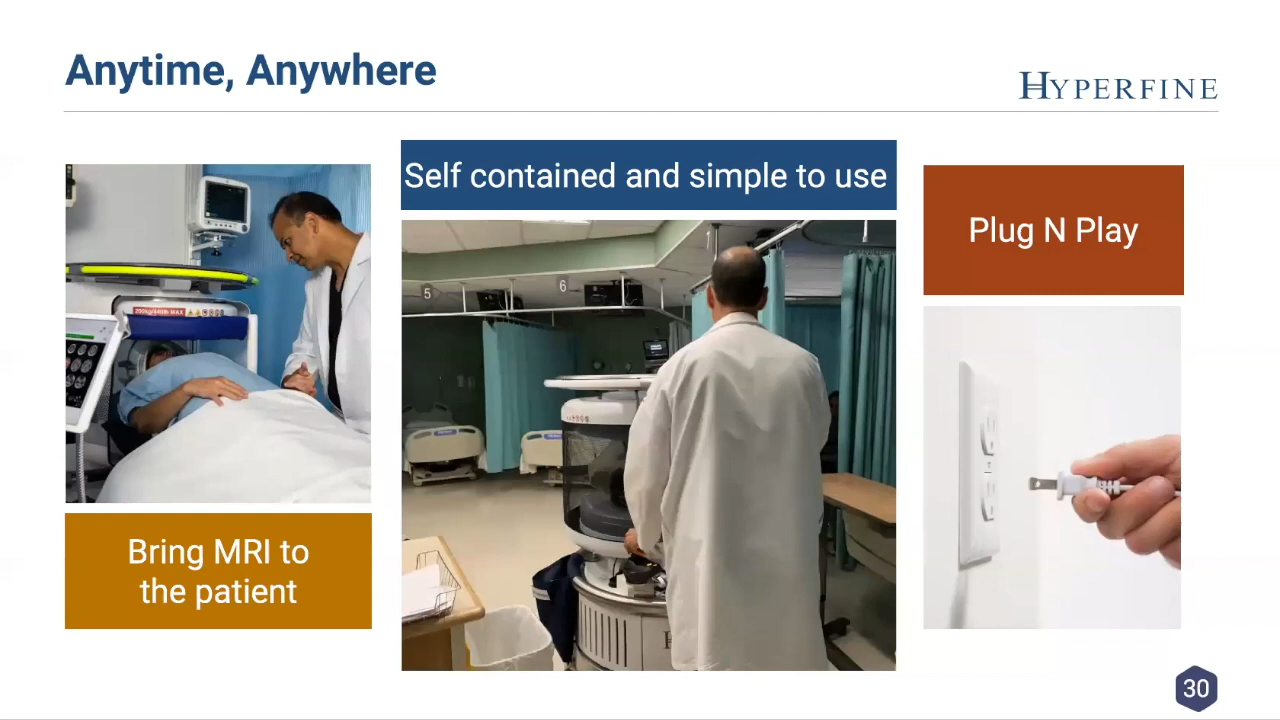 Anytime, Anywhere
HYPERFINE
Self contained and simple to use
Plug N Play
5
6
Bring MRI to
the patient
30